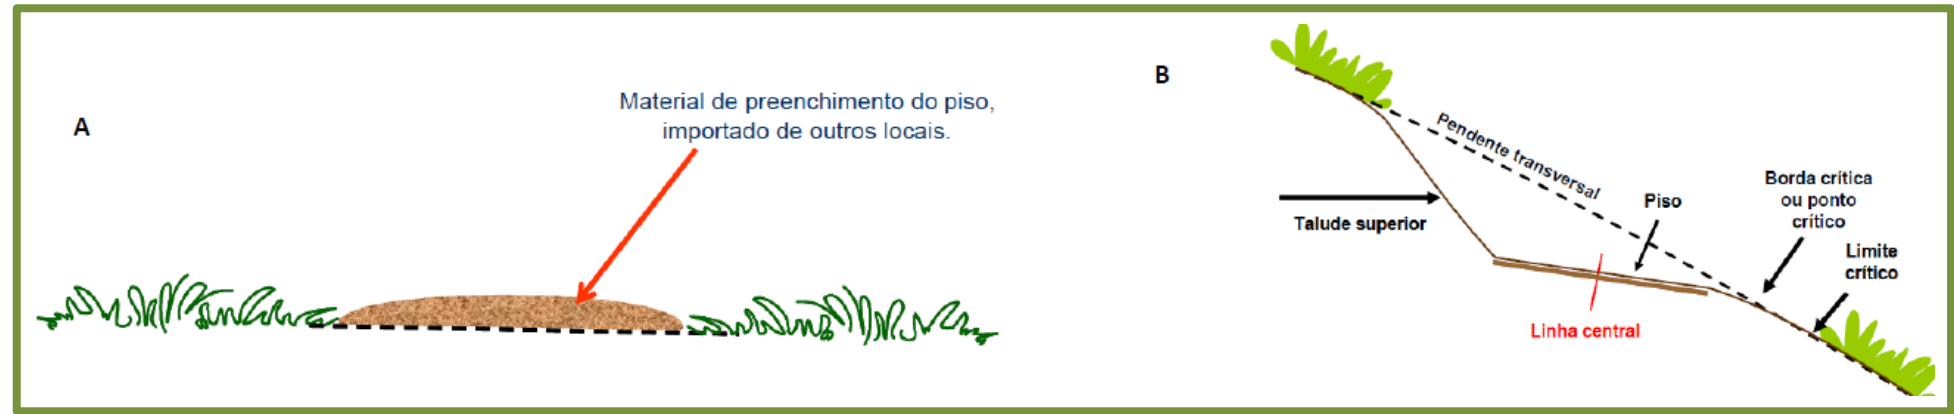 A
Material de preenchimento do piso,
importado de outros locais.
B
Pendente transversal
Talude superior
Piso
Borda crítica
ou ponto
crítico
Limite
crítico
Linha central